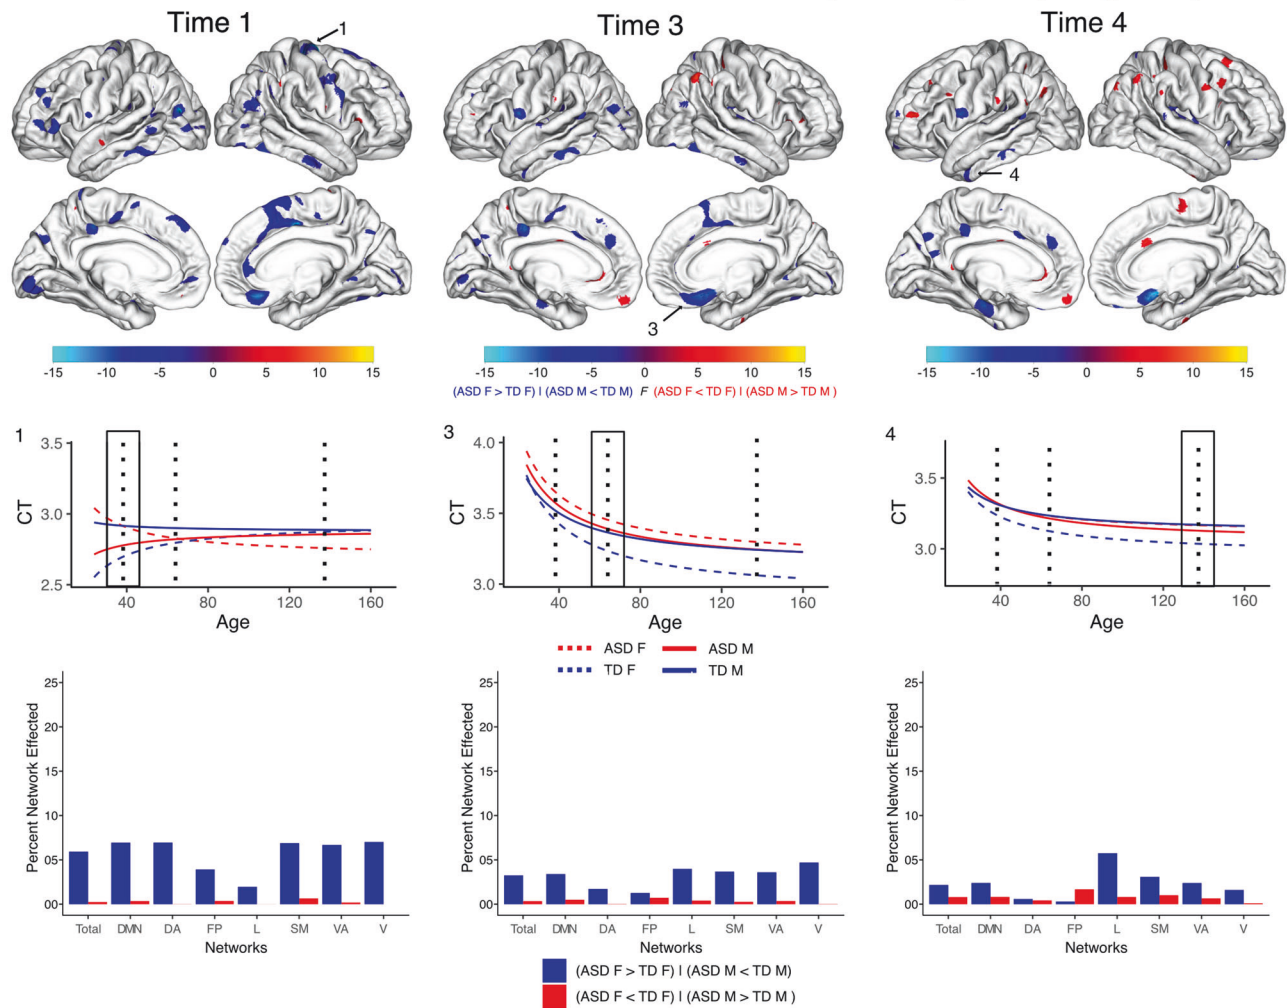 Time 1
Time 3
Time 4
1
3
4
-15 -10 -5 0 5 10 15
-15 -10 -5 0 5 10 15
-15 -10 -5 0 5 10 15
(ASD F > TD F) | (ASD M < TD M) F (ASD F < TD F) | (ASD M > TD M )
1
CT
3.5
3.0
2.5
40 80 120 160
Age
3
CT
4.0
3.5
3.0
40 80 120 160
Age
4
CT
3.5
3.0
40 80 120 160
Age
ASD F ASD M
TD F TD M
Percent Network Effected
25
20
15
10
05
00
Total DMN DA FP L SM VA V
Networks
Percent Network Effected
25
20
15
10
05
00
Total DMN DA FP L SM VA V
Networks
Percent Network Effected
25
20
15
10
05
00
Total DMN DA FP L SM VA V
Networks
(ASD F > TD F) | (ASD M < TD M)
(ASD F < TD F) | (ASD M > TD M )